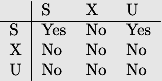 S X U
S Yes No Yes
X No No No
U No No No